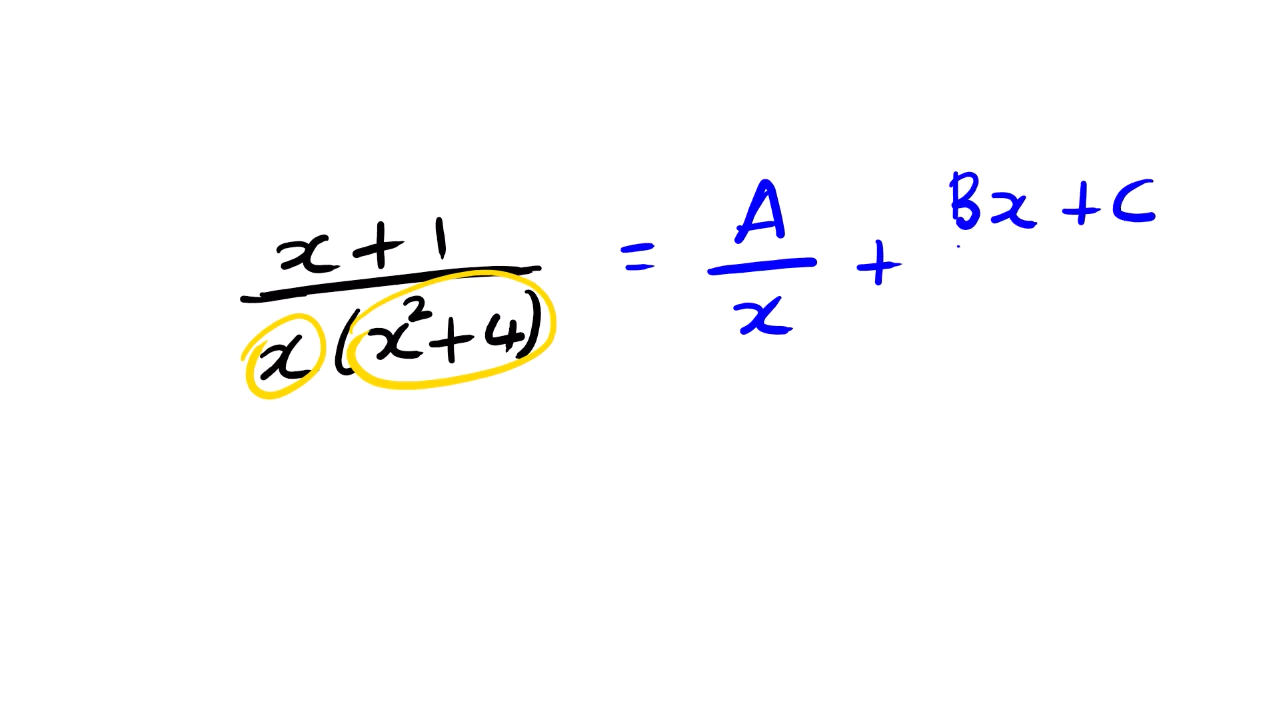 x + 1 / x (x² + 4) = A / x + Bx + C